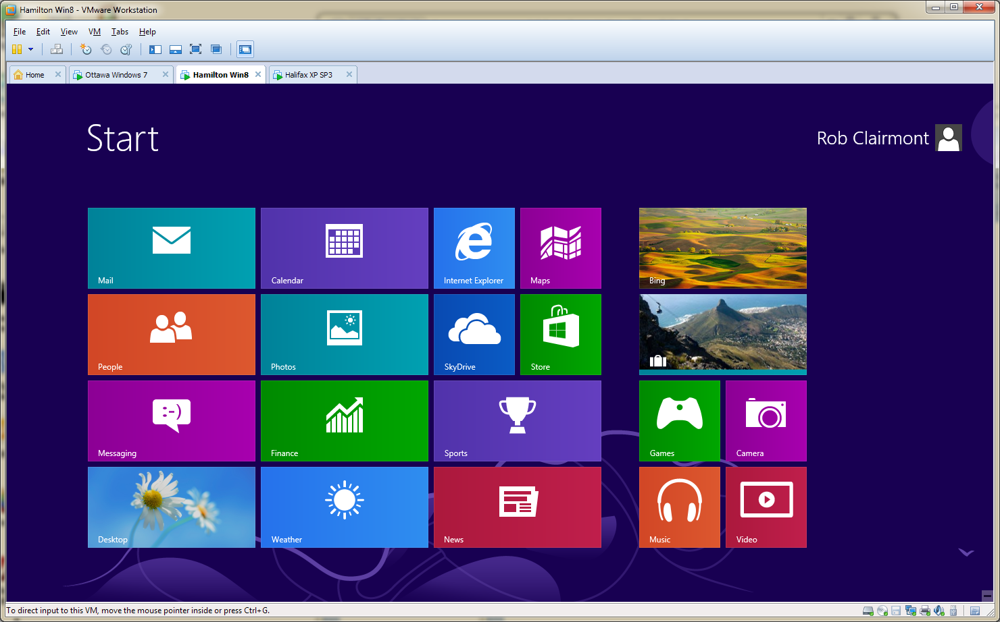 Hamilton Win8 - VMware Workstation
File Edit View VM Tabs Help
Home Ottawa Windows 7 Hamilton Win8 Halifax XP SP3
Start
Rob Clairmont
Mail Calendar Internet Explorer Maps Bing
People Photos SkyDrive Store
Messaging Finance Sports Games Camera
Desktop Weather News Music Video
To direct input to this VM, move the mouse pointer inside or press Ctrl+G.